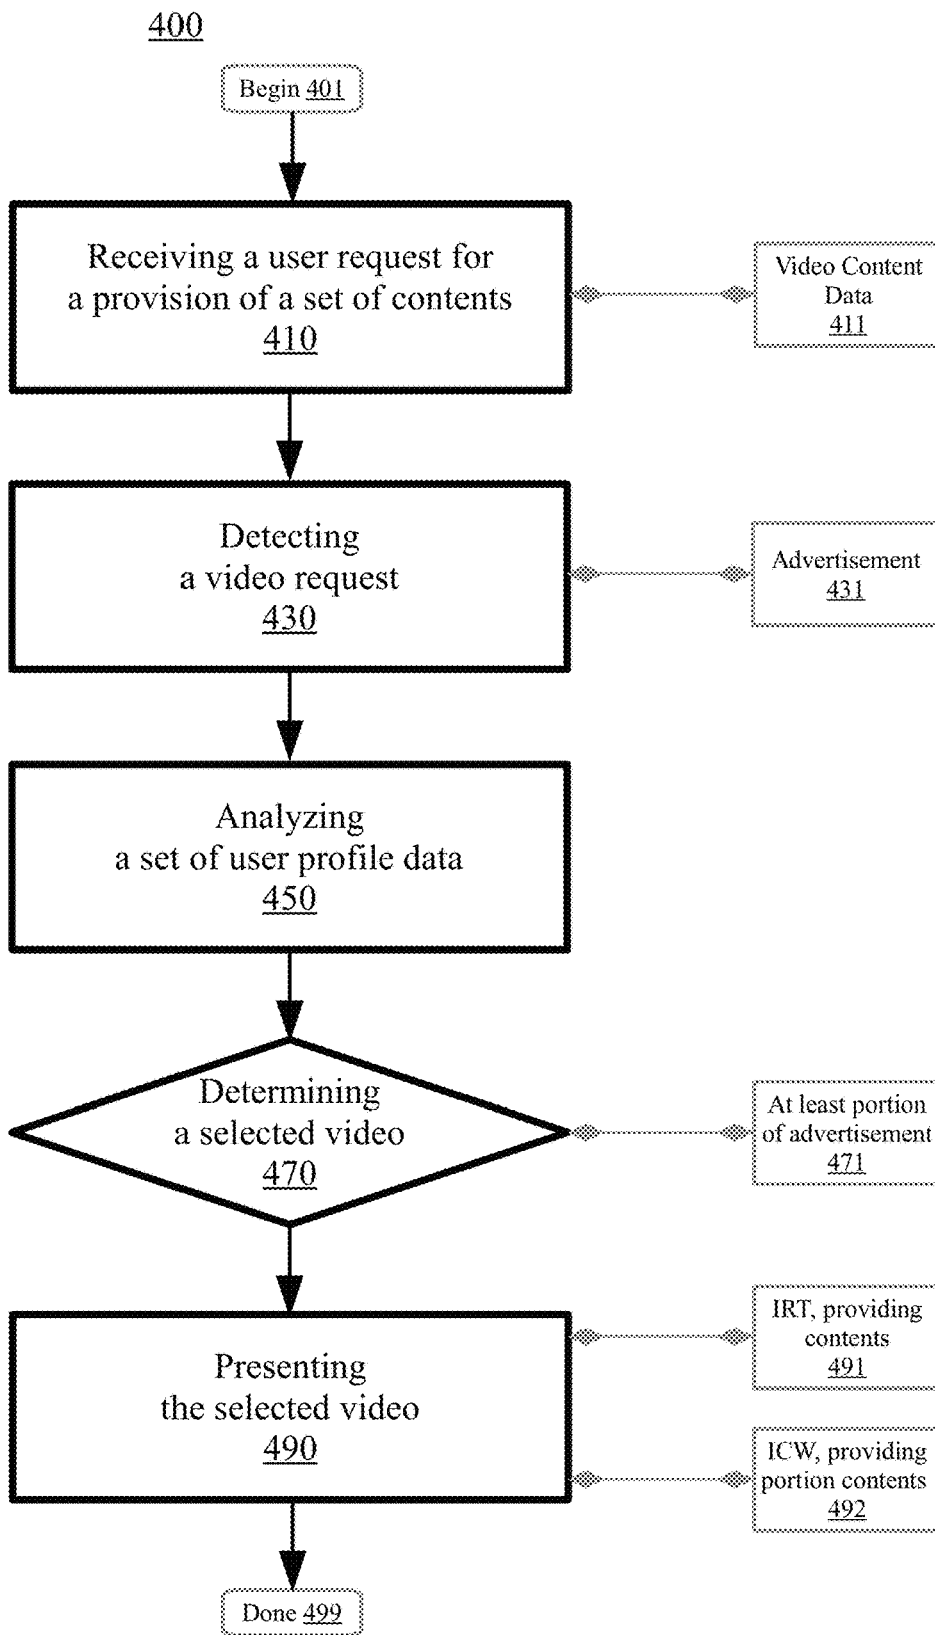 400
Begin 401
Receiving a user request for
a provision of a set of contents
410
Video Content
Data
411
Detecting
a video request
430
Advertisement
431
Analyzing
a set of user profile data
450
Determining
a selected video
470
At least portion
of advertisement
471
Presenting
the selected video
490
IRT, providing
contents
491
ICW, providing
portion contents
492
Done 499